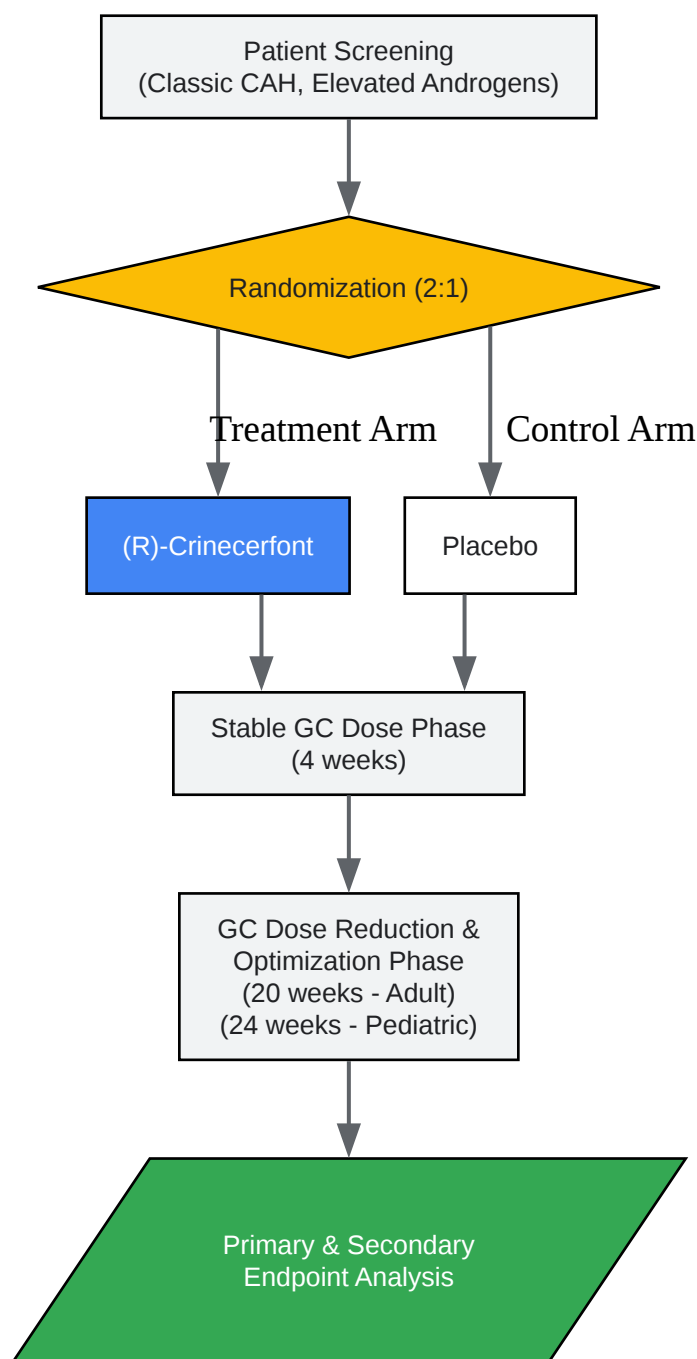 Patient Screening
(Classic CAH, Elevated Androgens)
Randomization (2:1)
Treatment Arm
Control Arm
(R)-Crinecerfont
Placebo
Stable GC Dose Phase
(4 weeks)
GC Dose Reduction &
Optimization Phase
(20 weeks - Adult)
(24 weeks - Pediatric)
Primary & Secondary
Endpoint Analysis